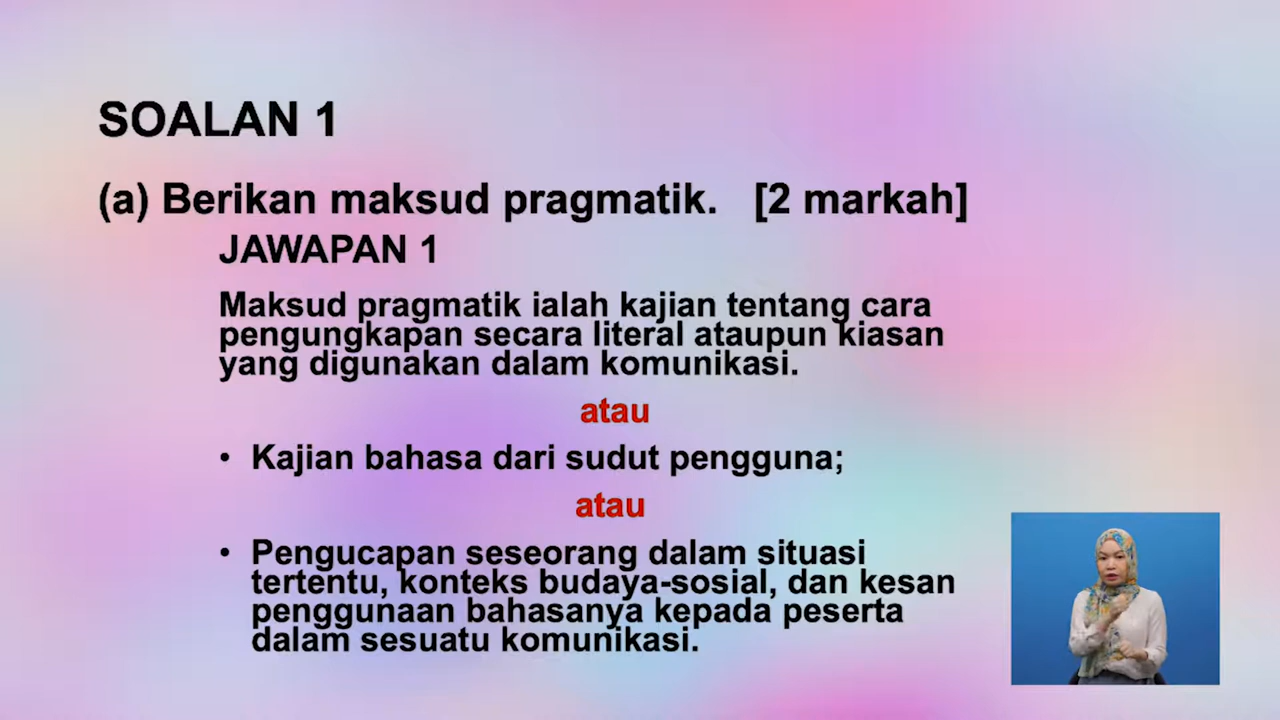 SOALAN 1
(a) Berikan maksud pragmatik. [2 markah]
JAWAPAN 1
Maksud pragmatik ialah kajian tentang cara
pengungkapan secara literal ataupun kiasan
yang digunakan dalam komunikasi.
atau
• Kajian bahasa dari sudut pengguna;
atau
• Pengucapan seseorang dalam situasi
tertentu, konteks budaya-sosial, dan kesan
penggunaan bahasanya kepada peserta
dalam sesuatu komunikasi.